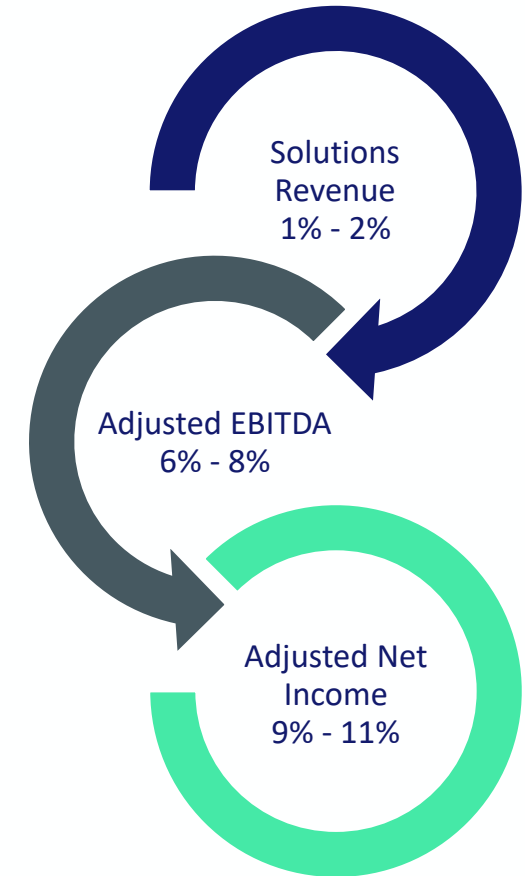 Solutions
Revenue
1% - 2%
Adjusted EBITDA
6% - 8%
Adjusted Net
Income
9% - 11%